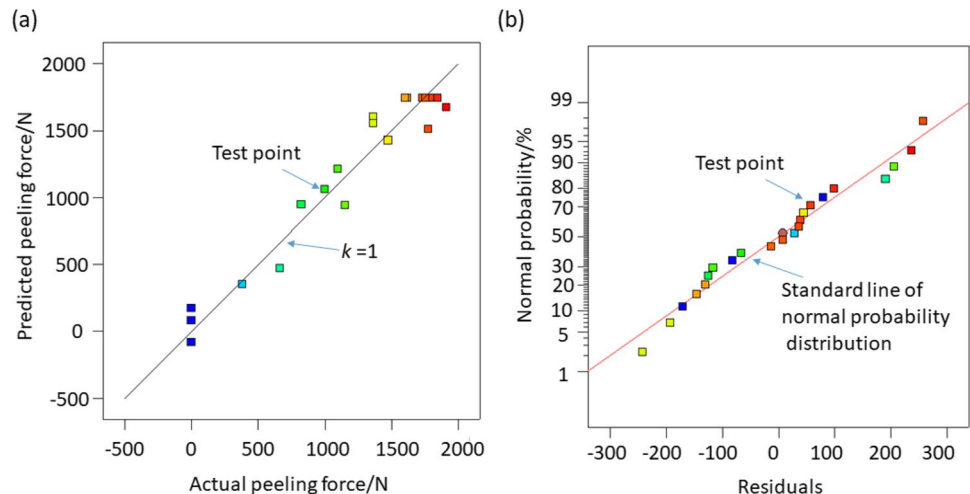 (a)
Predicted peeling force/N
2000
1500
1000
500
0
-500
Test point
k =1
-500 0 500 1000 1500 2000
Actual peeling force/N
(b)
Normal probability/%
99
95
90
80
70
50
30
20
10
5
1
Test point
Standard line of
normal probability
distribution
-300 -200 -100 0 100 200 300
Residuals